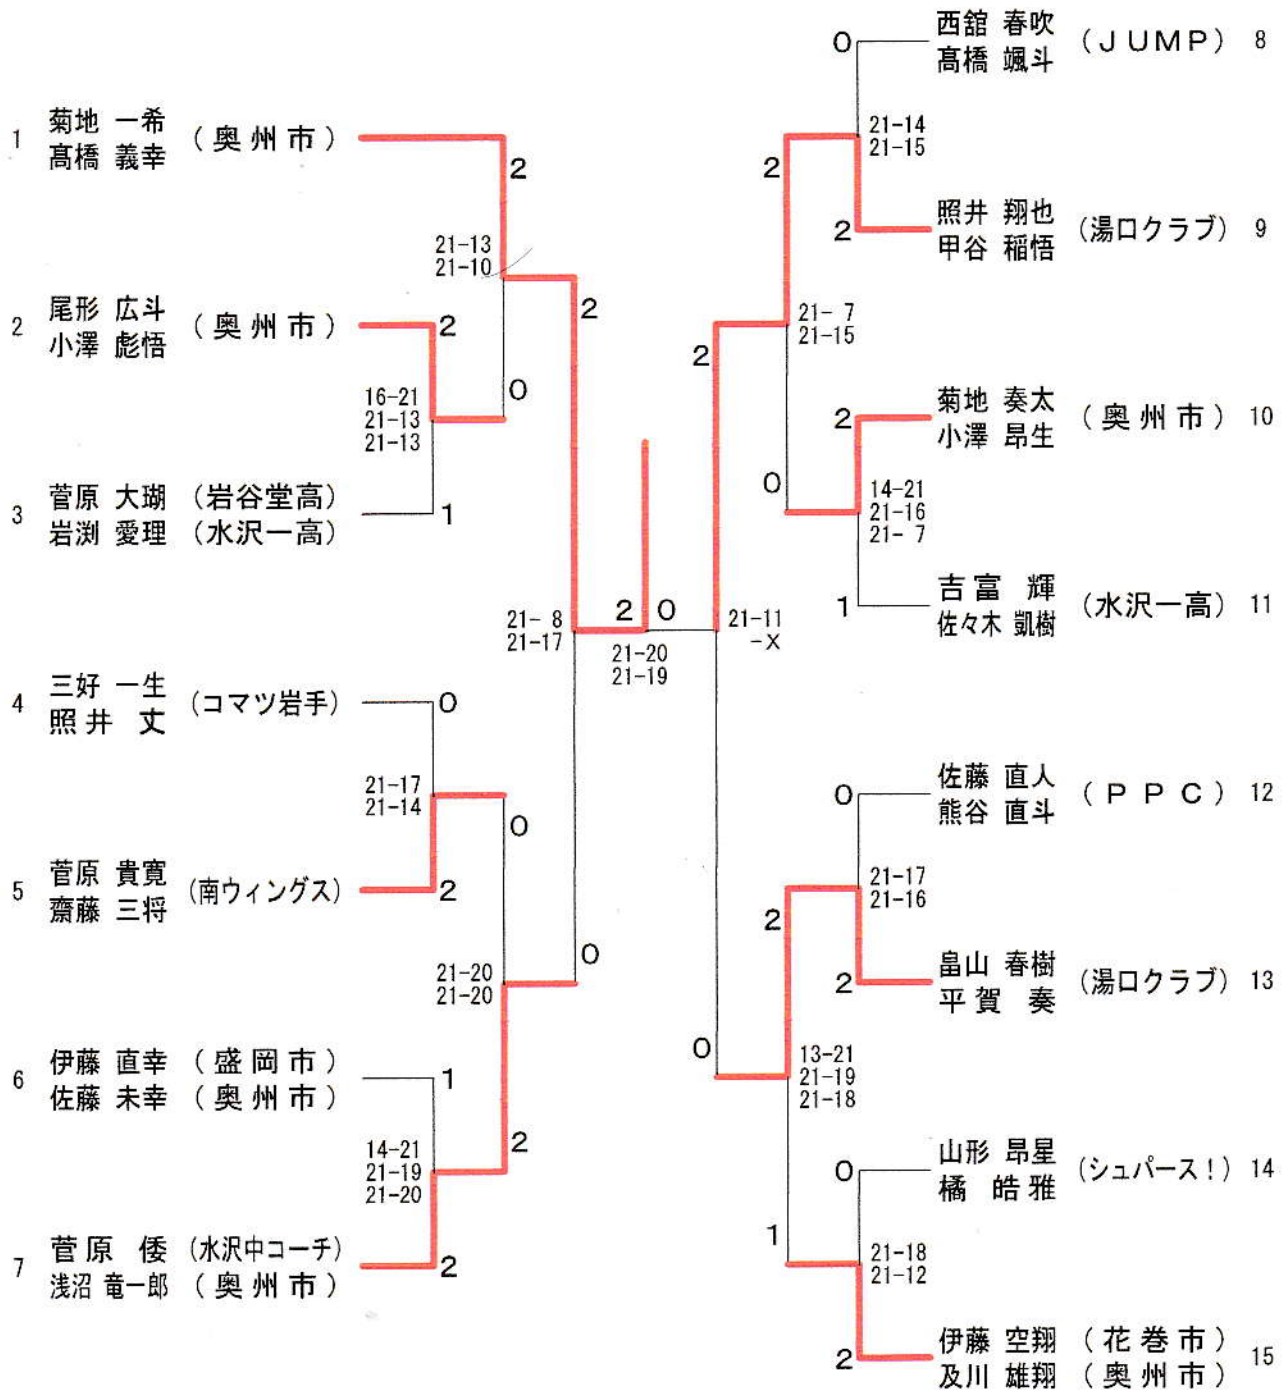 1 菊地 一希 (奥州市)
髙橋 義幸
2 尾形 広斗 (奥州市)
小澤 彪悟
3 菅原 大瑚 (岩谷堂高)
岩渕 愛理 (水沢一高)
4 三好 一生 (コマツ岩手)
照井 丈
5 菅原 貴寛 (南ウィングス)
齋藤 三将
6 伊藤 直幸 (盛岡市)
佐藤 未幸 (奥州市)
7 菅原 倭 (水沢中コーチ)
浅沼 竜一郎 (奥州市)
2
21-13
21-10
2
0
16-21
21-13
21-13
1
2
0
21-17
21-14
2
0
21-20
21-20
1
14-21
21-19
21-20
2
2
0
21- 8
21-17
2 0
21-20
21-19
21-11
-X
2
0
2
21- 7
21-15
0
2
13-21
21-19
21-18
1
0
21-14
21-15
2
2
14-21
21-16
21- 7
1
0
21-17
21-16
2
0
21-18
21-12
2
西舘 春吹 (JUMP) 8
髙橋 颯斗
照井 翔也 (湯口クラブ) 9
甲谷 稲悟
菊地 奏太 (奥州市) 10
小澤 昂生
吉富 輝 (水沢一高) 11
佐々木 凱樹
佐藤 直人 (PPC) 12
熊谷 直斗
畠山 春樹 (湯口クラブ) 13
平賀 奏
山形 昂星 (シュパース!) 14
橘 皓雅
伊藤 空翔 (花巻市) 15
及川 雄翔 (奥州市)